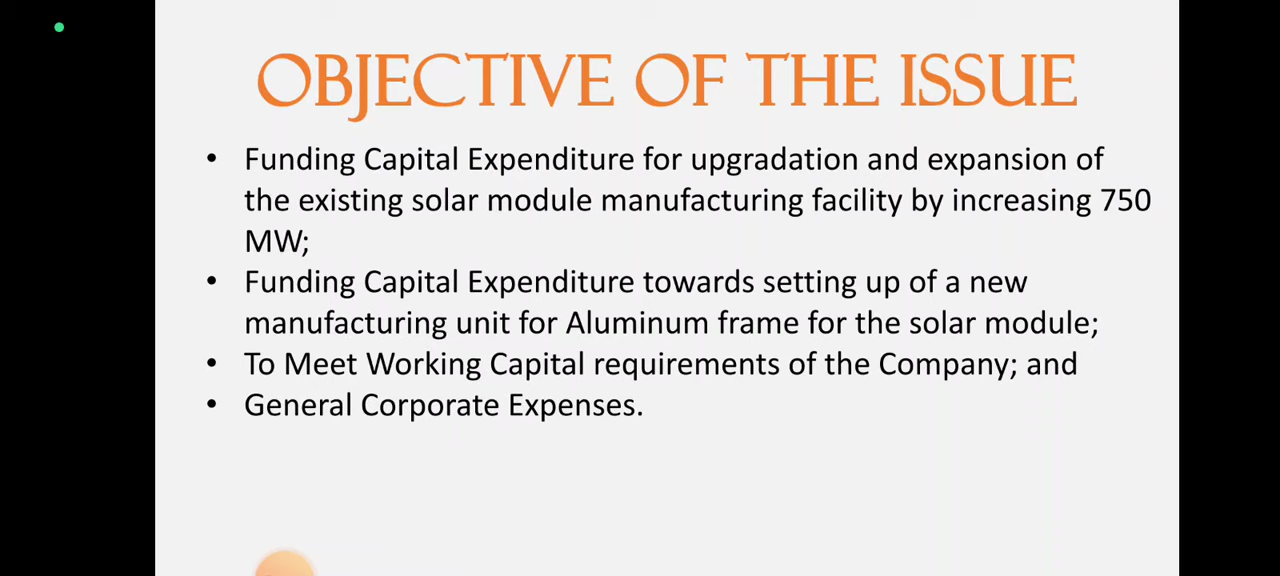 OBJECTIVE OF THE ISSUE
• Funding Capital Expenditure for upgradation and expansion of
the existing solar module manufacturing facility by increasing 750
MW;
• Funding Capital Expenditure towards setting up of a new
manufacturing unit for Aluminum frame for the solar module;
• To Meet Working Capital requirements of the Company; and
• General Corporate Expenses.